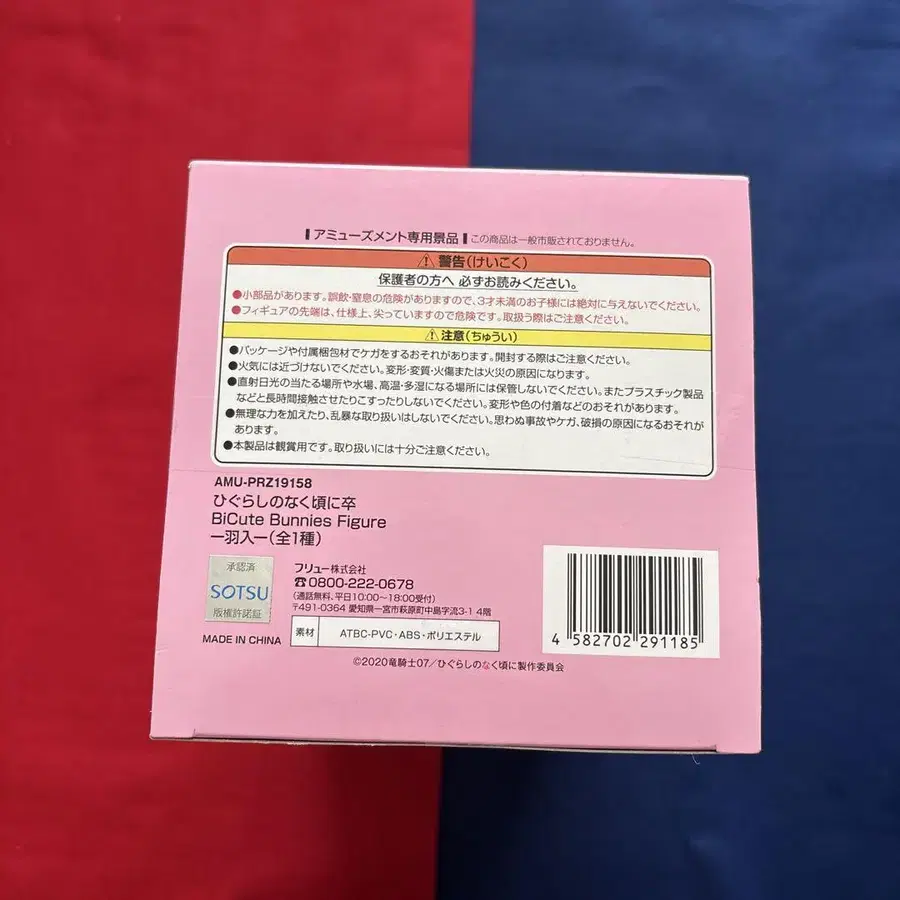 アミューズメント専用景品 この商品は一般市販されておりません。
⚠警告(けいこく)
保護者の方へ 必ずお読みください。
●小部品があります。誤飲・窒息の危険がありますので、3才未満のお子様には絶対に与えないでください。
●フィギュアの先端は、仕様上、尖っていますので危険です。取扱う際はご注意ください。
⚠注意(ちゅうい)
●パッケージや付属梱包材でケガをするおそれがあります。開封する際はご注意ください。
●火気には近づけないでください。変形・変質・火傷または火災の原因になります。
●直射日光の当たる場所や水場、高温・多湿になる場所には保管しないでください。またプラスチック製品
などと長時間接触させたりこすったりしないでください。変形や色の付着などのおそれがあります。
●無理な力を加えたり、乱暴な取り扱いはしないでください。思わぬ事故やケガ、破損の原因になるおそれが
あります。
●本製品は観賞用です。取り扱いには十分ご注意ください。
AMU-PRZ19158
ひぐらしのなく頃に卒
BiCute Bunnies Figure
ー羽入ー(全1種)
承認済
SOTSU
版権許諾証
フリュー株式会社
☎0800-222-0678
(通話無料、平日10:00~18:00受付)
〒491-0364 愛知県一宮市萩原町中島字流3-1 4階
MADE IN CHINA
素材 ATBC-PVC・ABS・ポリエステル
4 582702 291185
©2020竜騎士07/ひぐらしのなく頃に製作委員会